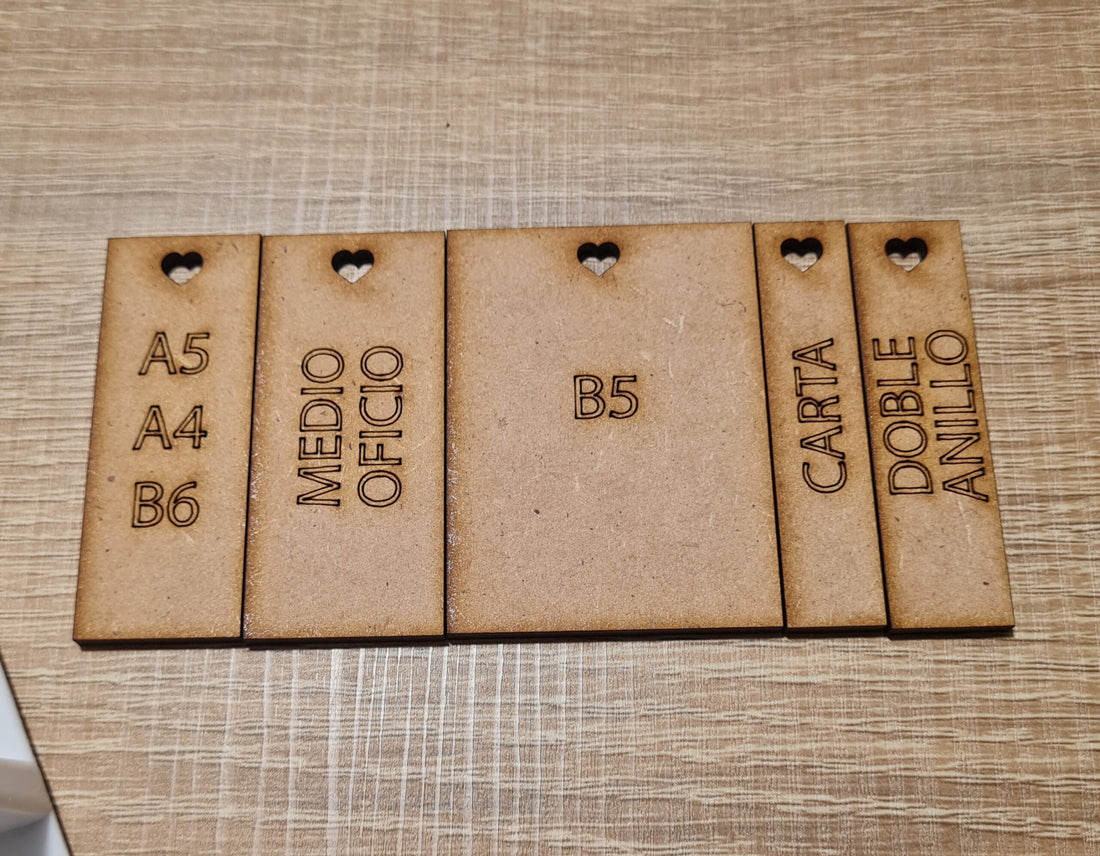 A5
A4
B6
MEDIO
OFICIO
B5
CARTA
DOBLE
ANILLO